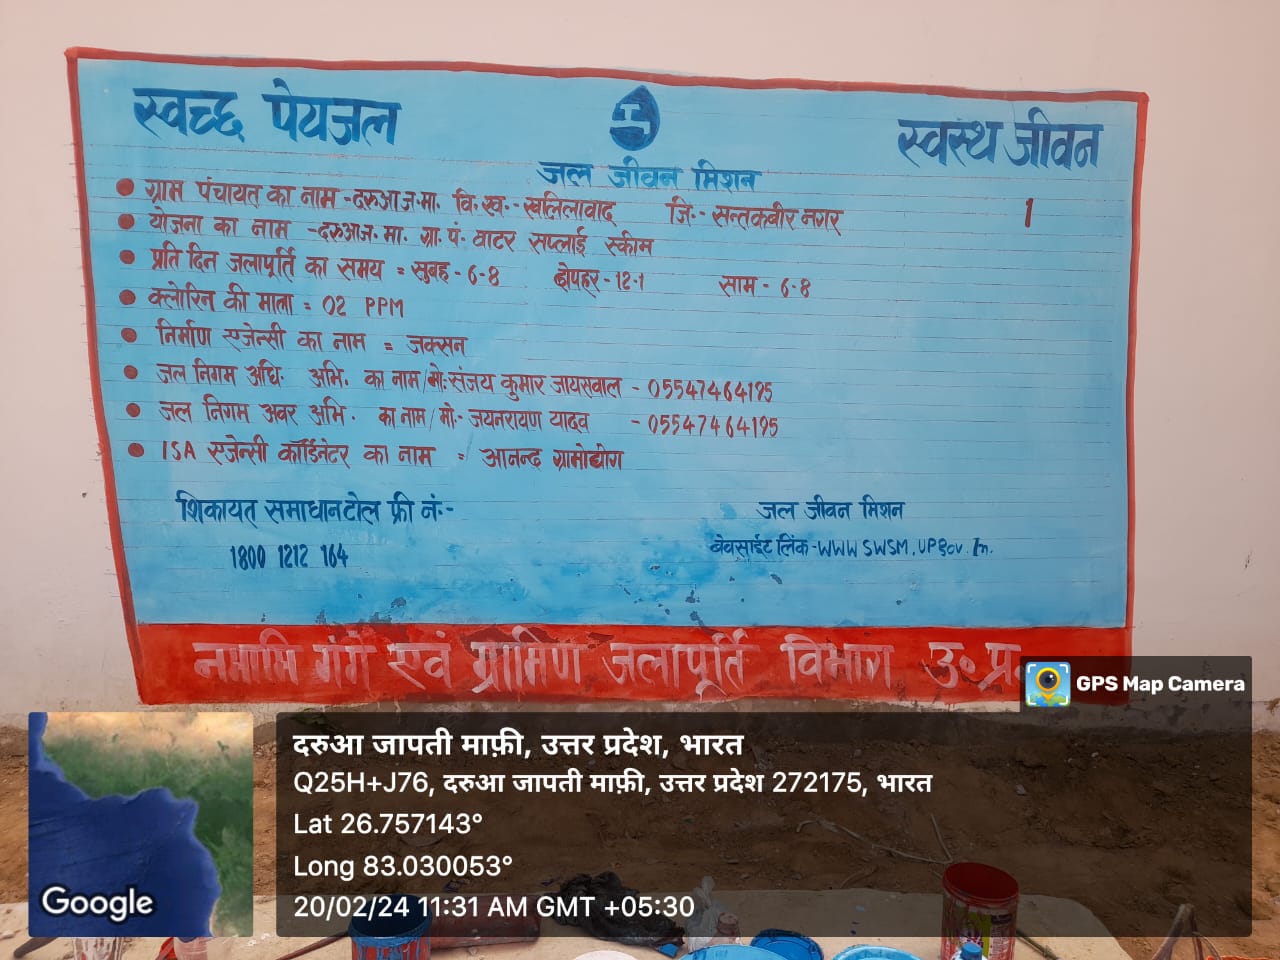 स्वच्छ पेयजल
स्वस्थ जीवन
जल जीवन मिशन
ग्राम पंचायत का नाम -दरुआज.मा. वि.ख.-खलिलावाद जि.- सन्तकबीर नगर
1
योजना का नाम -दरुआज. मा. ग्रा.पं. वाटर सप्लाई स्कीम
प्रति दिन जलापूर्ति का समय = सुबह - 6-8 दोपहर - 12-1 साम - 6-8
क्लोरिन की मात्रा = 02 PPM
निर्माण एजेन्सी का नाम = जक्सन
जल निगम अधि. अभि. का नाम/मो.-संजय कुमार जायसवाल - 05547464195
जल निगम अवर अभि. का नाम/ मो.- जयनरायण यादव - 05547464195
ISA एजेन्सी कॉर्डिनेटर का नाम = आनन्द ग्रामोद्योग
शिकायत समाधान टोल फ्री नं:-
1800 1212 164
जल जीवन मिशन
बेवसाईट लिंक -WWW SWSM.UPgov.In.
नमामि गंगे एवं ग्रामिण जलापूर्ति विभाग उ॰प्र.
GPS Map Camera
दरुआ जापती माफ़ी, उत्तर प्रदेश, भारत
Q25H+J76, दरुआ जापती माफ़ी, उत्तर प्रदेश 272175, भारत
Lat 26.757143°
Long 83.030053°
20/02/24 11:31 AM GMT +05:30
Google